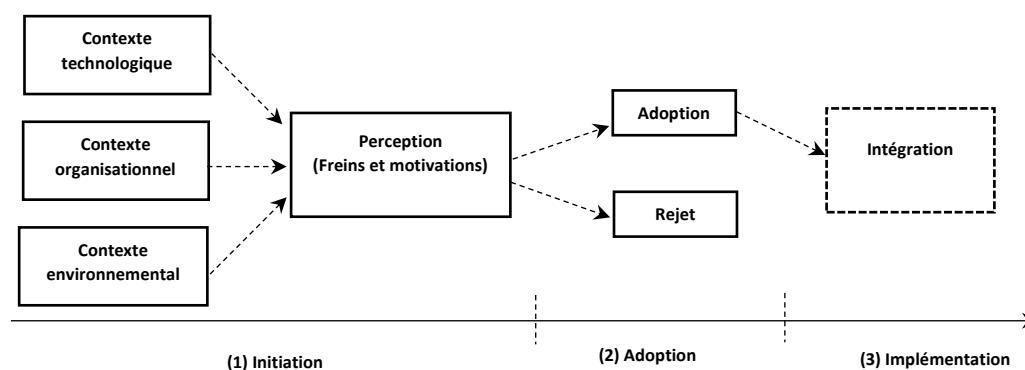 Contexte
technologique
Contexte
organisationnel
Contexte
environnemental
Perception
(Freins et motivations)
Adoption
Rejet
Intégration
(1) Initiation
(2) Adoption
(3) Implémentation